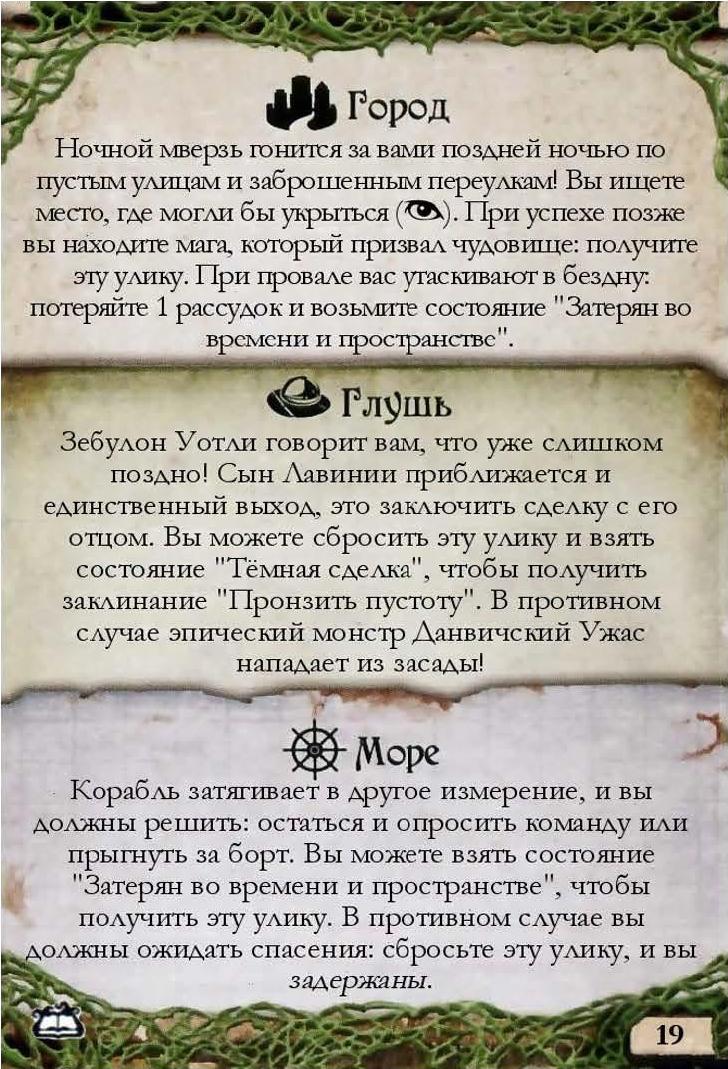 Город
Ночной мверзь гонится за вами поздней ночью по
пустым улицам и заброшенным переулкам! Вы ищете
место, где могли бы укрыться (). При успехе позже
вы находите мага, который призвал чудовище: получите
эту улику. При провале вас утаскивают в бездну:
потеряйте 1 рассудок и возьмите состояние "Затерян во
времени и пространстве".
Глушь
Зебулон Уотли говорит вам, что уже слишком
поздно! Сын Лавинии приближается и
единственный выход, это заключить сделку с его
отцом. Вы можете сбросить эту улику и взять
состояние "Тёмная сделка", чтобы получить
заклинание "Пронзить пустоту". В противном
случае эпический монстр Данвичский Ужас
нападает из засады!
Море
Корабль затягивает в другое измерение, и вы
должны решить: остаться и опросить команду или
прыгнуть за борт. Вы можете взять состояние
"Затерян во времени и пространстве", чтобы
получить эту улику. В противном случае вы
должны ожидать спасения: сбросьте эту улику, и вы
задержаны.
19